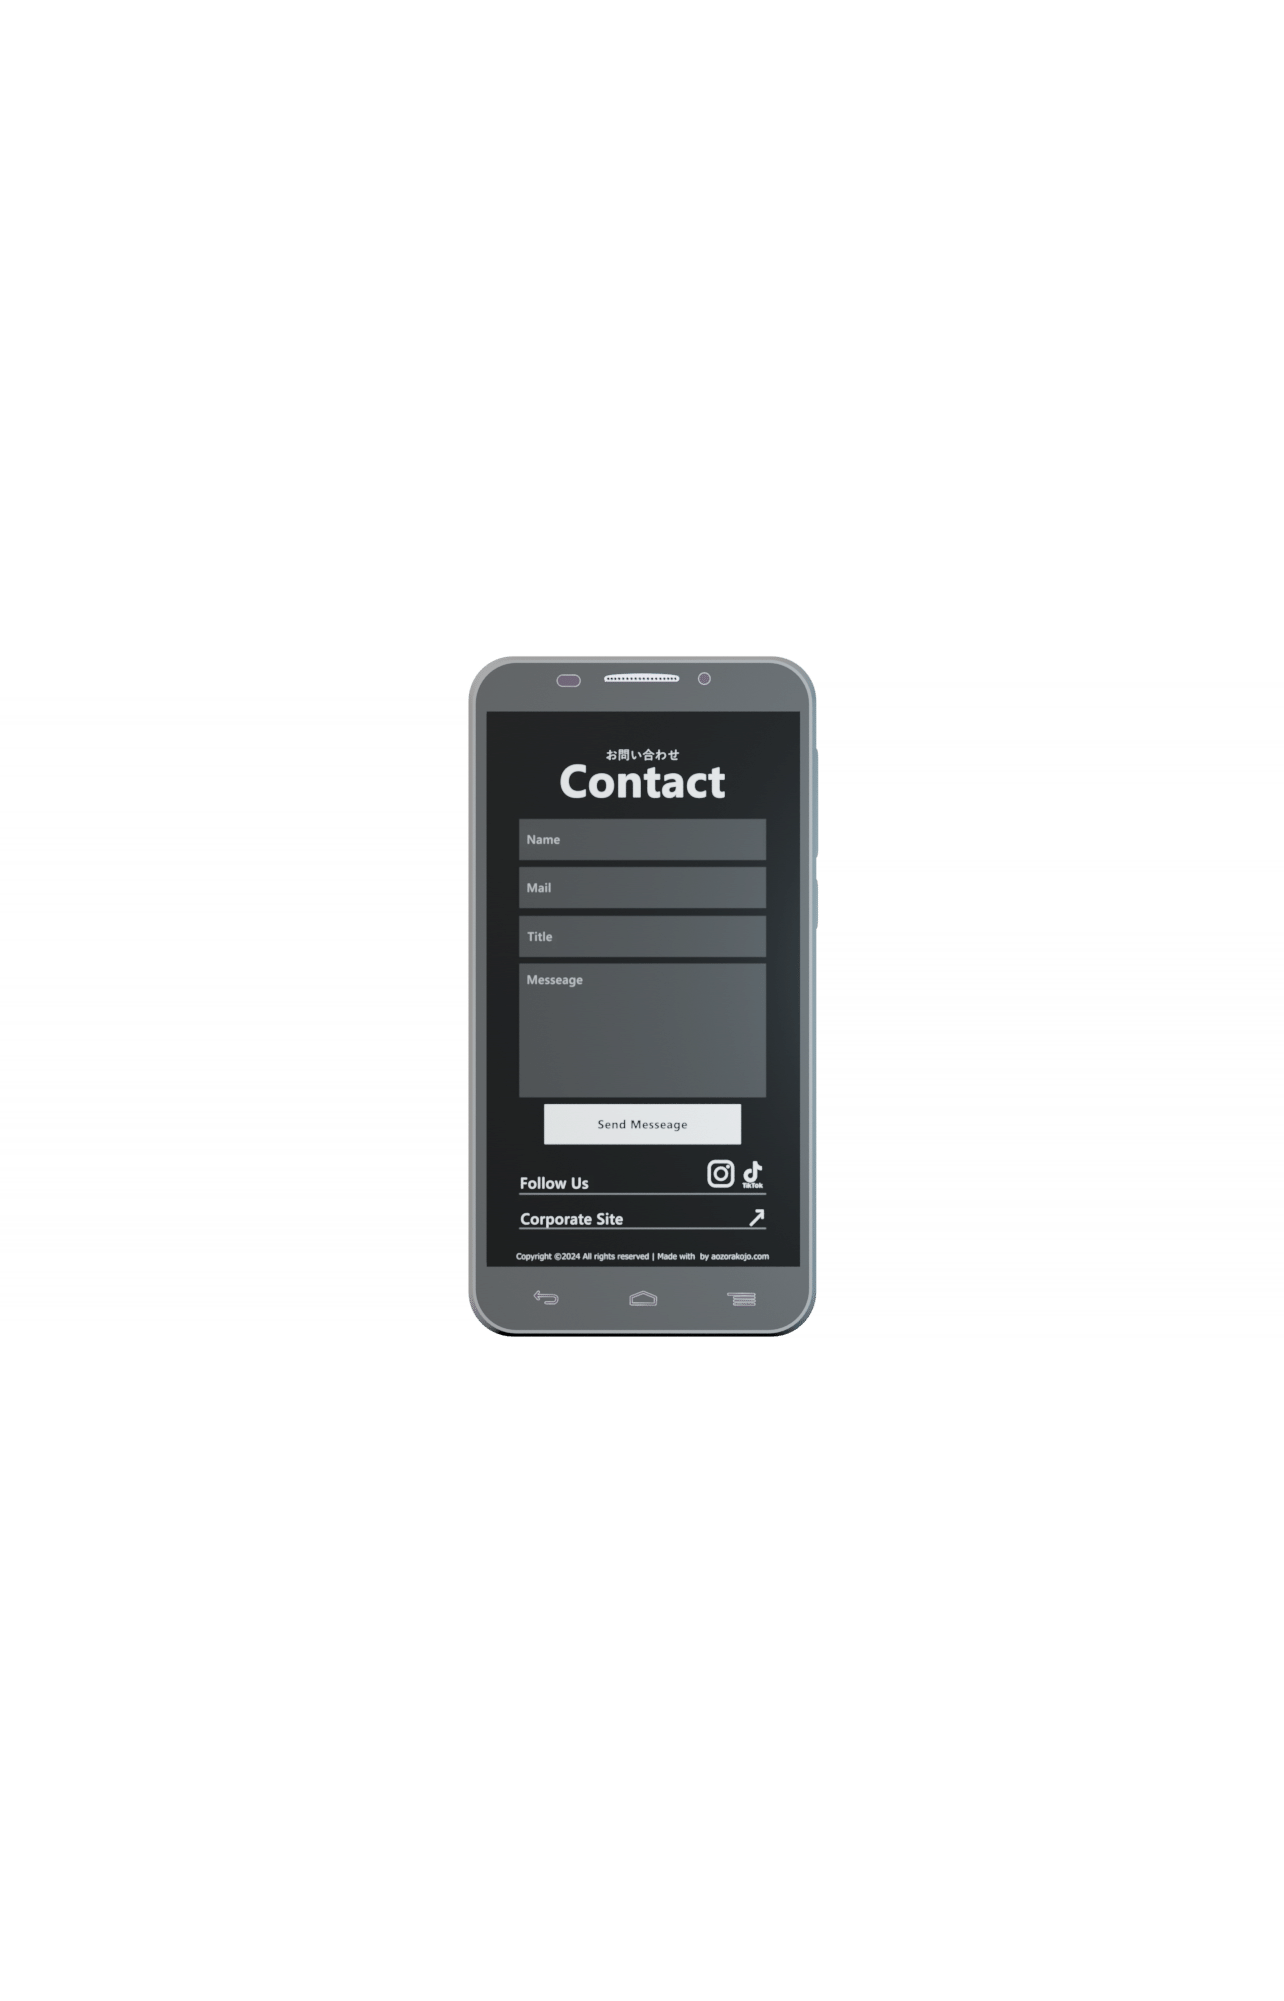 お問い合わせ
Contact
Name
Mail
Title
Messeage
Send Messeage
TikTok
Follow Us
Corporate Site
Copyright ©2024 All rights reserved | Made with by aozorakojo.com